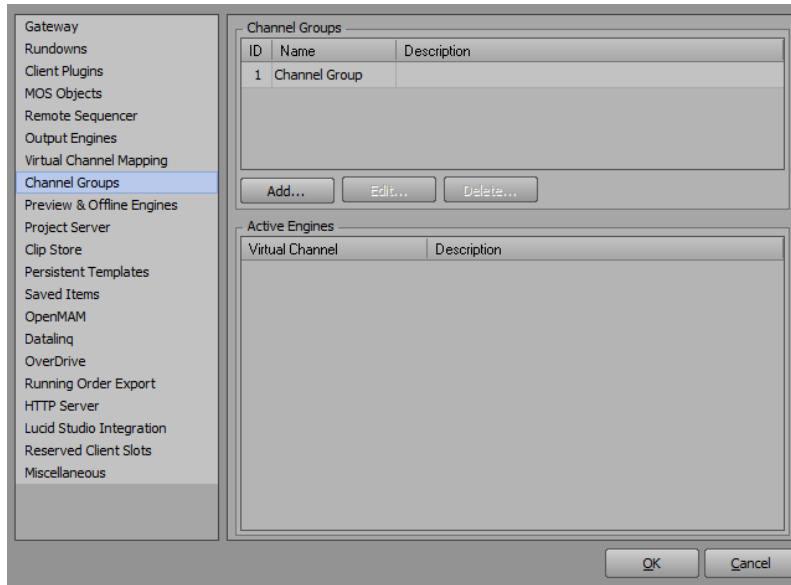 Gateway
Rundowns
Client Plugins
MOS Objects
Remote Sequencer
Output Engines
Virtual Channel Mapping
Channel Groups
Preview & Offline Engines
Project Server
Clip Store
Persistent Templates
Saved Items
OpenMAM
Datalinq
OverDrive
Running Order Export
HTTP Server
Lucid Studio Integration
Reserved Client Slots
Miscellaneous
Channel Groups
ID Name Description
1 Channel Group
Add... Edit... Delete...
Active Engines
Virtual Channel Description
OK Cancel